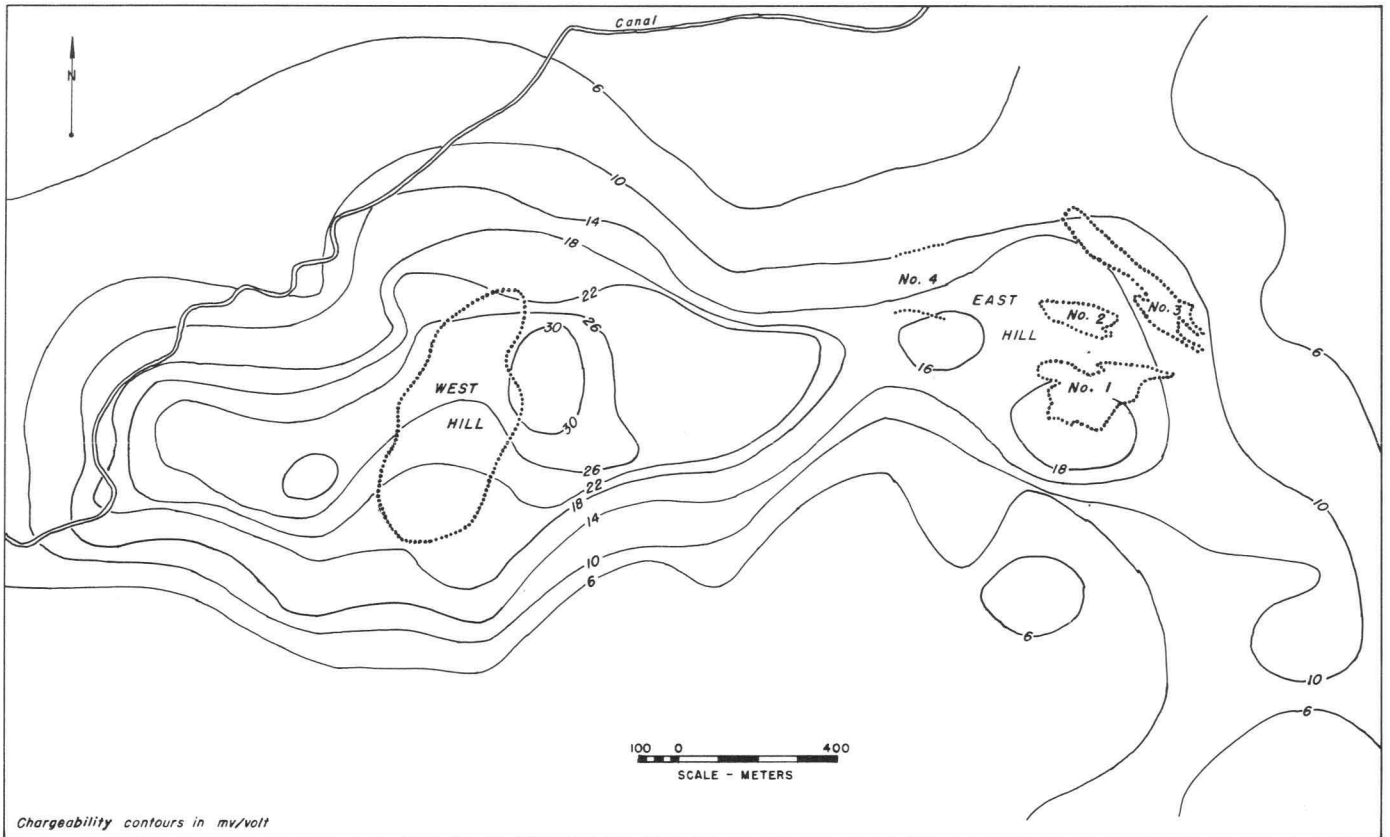 Canal
N
6
10
14
18
22
26
30
WEST
HILL
30
26
22
18
14
10
6
No. 4
EAST
HILL
16
No. 2
No. 3
No. 1
18
6
10
6
10
6
100 0 400
SCALE - METERS
Chargeability contours in mv/volt